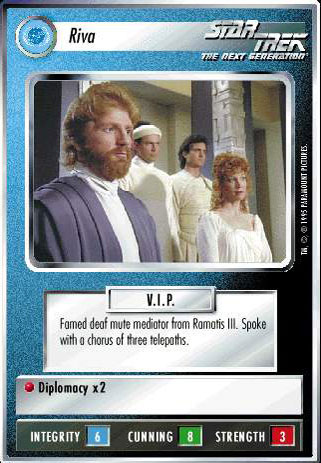 Riva
STAR TREK
THE NEXT GENERATION
TM, © 1995 PARAMOUNT PICTURES.
V.I.P.
Famed deaf mute mediator from Ramatis III. Spoke
with a chorus of three telepaths.
Diplomacy x2
INTEGRITY 6 CUNNING 8 STRENGTH 3